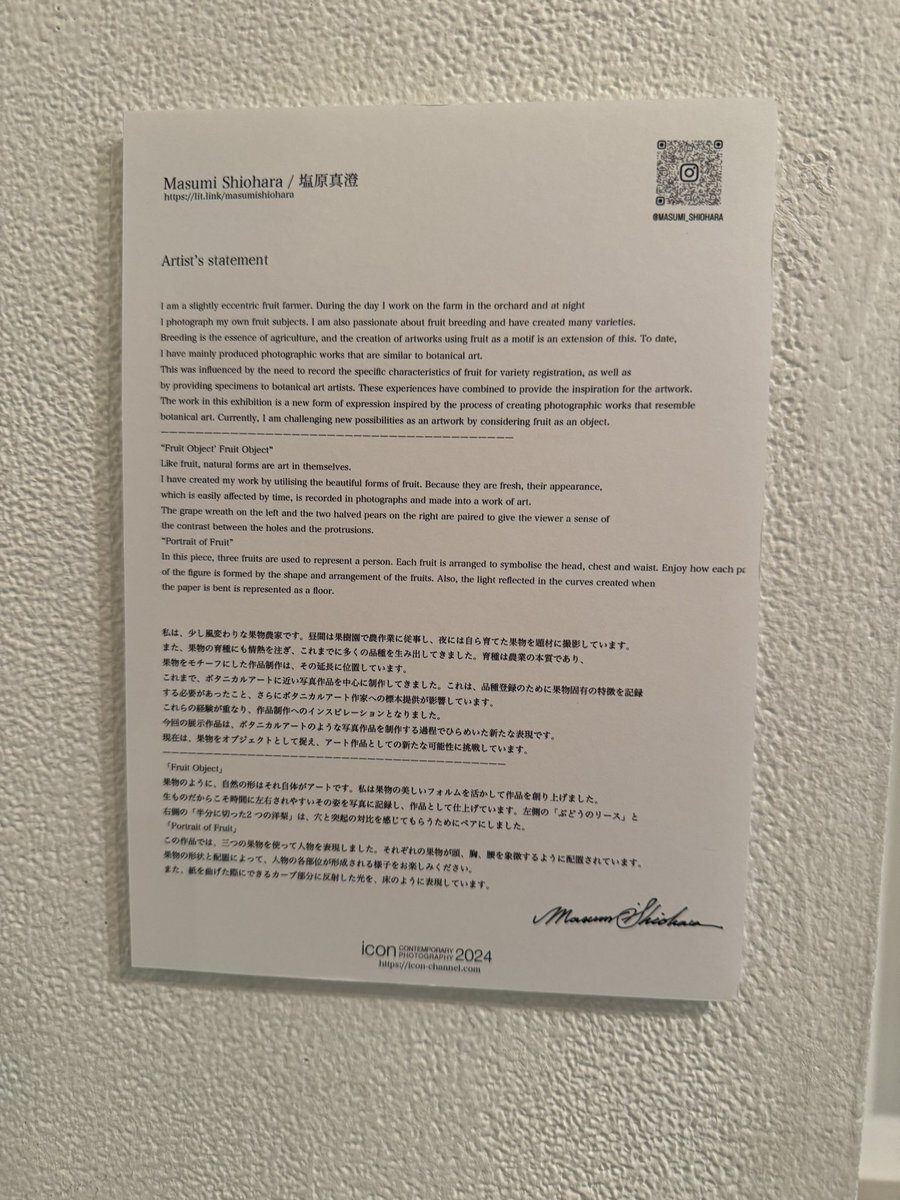 Masumi Shiohara / 塩原真澄
https://lit.link/masumishiohara
@MASUMI_SHIOHARA
Artist's statement
I am a slightly eccentric fruit farmer. During the day I work on the farm in the orchard and at night
I photograph my own fruit subjects. I am also passionate about fruit breeding and have created many varieties.
Breeding is the essence of agriculture, and the creation of artworks using fruit as a motif is an extension of this. To date,
I have mainly produced photographic works that are similar to botanical art.
This was influenced by the need to record the specific characteristics of fruit for variety registration, as well as
by providing specimens to botanical art artists. These experiences have combined to provide the inspiration for the artwork.
The work in this exhibition is a new form of expression inspired by the process of creating photographic works that resemble
botanical art. Currently, I am challenging new possibilities as an artwork by considering fruit as an object.
"Fruit Object' Fruit Object"
Like fruit, natural forms are art in themselves.
I have created my work by utilising the beautiful forms of fruit. Because they are fresh, their appearance,
which is easily affected by time, is recorded in photographs and made into a work of art.
The grape wreath on the left and the two halved pears on the right are paired to give the viewer a sense of
the contrast between the holes and the protrusions.
"Portrait of Fruit"
In this piece, three fruits are used to represent a person. Each fruit is arranged to symbolise the head, chest and waist. Enjoy how each pa
of the figure is formed by the shape and arrangement of the fruits. Also, the light reflected in the curves created when
the paper is bent is represented as a floor.
私は、少し風変わりな果物農家です。昼間は果樹園で農作業に従事し、夜には自ら育てた果物を題材に撮影しています。
また、果物の育種にも情熱を注ぎ、これまでに多くの品種を生み出してきました。育種は農業の本質であり、
果物をモチーフにした作品制作は、その延長に位置しています。
これまで、ボタニカルアートに近い写真作品を中心に制作してきました。これは、品種登録のために果物固有の特徴を記録
する必要があったこと、さらにボタニカルアート作家への標本提供が影響しています。
これらの経験が重なり、作品制作へのインスピレーションとなりました。
今回の展示作品は、ボタニカルアートのような写真作品を制作する過程でひらめいた新たな表現です。
現在は、果物をオブジェクトとして捉え、アート作品としての新たな可能性に挑戦しています。
「Fruit Object」
果物のように、自然の形はそれ自体がアートです。私は果物の美しいフォルムを活かして作品を創り上げました。
生ものだからこそ時間に左右されやすいその姿を写真に記録し、作品として仕上げています。左側の「ぶどうのリース」と
右側の「半分に切った2 つの洋梨」は、穴と突起の対比を感じてもらうためにペアにしました。
「Portrait of Fruit」
この作品では、三つの果物を使って人物を表現しました。それぞれの果物が頭、胸、腰を象徴するように配置されています。
果物の形状と配置によって、人物の各部位が形成される様子をお楽しみください。
また、紙を曲げた際にできるカーブ部分に反射した光を、床のように表現しています。
Masumi Shiohara
icon CONTEMPORARY PHOTOGRAPHY 2024
https://icon-channel.com